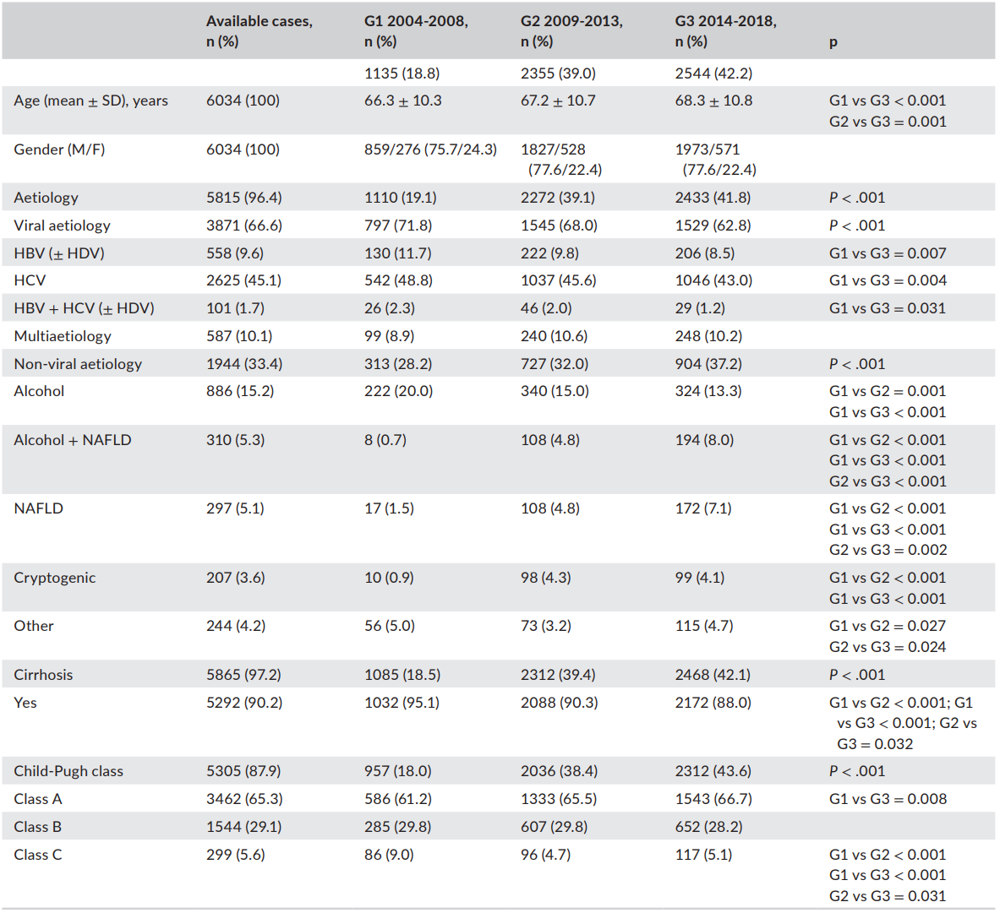 Available cases, n (%) G1 2004-2008, n (%) G2 2009-2013, n (%) G3 2014-2018, n (%) p
1135 (18.8) 2355 (39.0) 2544 (42.2)
Age (mean ± SD), years 6034 (100) 66.3 ± 10.3 67.2 ± 10.7 68.3 ± 10.8 G1 vs G3 < 0.001
G2 vs G3 = 0.001
Gender (M/F) 6034 (100) 859/276 (75.7/24.3) 1827/528 (77.6/22.4) 1973/571 (77.6/22.4)
Aetiology 5815 (96.4) 1110 (19.1) 2272 (39.1) 2433 (41.8) P < .001
Viral aetiology 3871 (66.6) 797 (71.8) 1545 (68.0) 1529 (62.8) P < .001
HBV (± HDV) 558 (9.6) 130 (11.7) 222 (9.8) 206 (8.5) G1 vs G3 = 0.007
HCV 2625 (45.1) 542 (48.8) 1037 (45.6) 1046 (43.0) G1 vs G3 = 0.004
HBV + HCV (± HDV) 101 (1.7) 26 (2.3) 46 (2.0) 29 (1.2) G1 vs G3 = 0.031
Multiaetiology 587 (10.1) 99 (8.9) 240 (10.6) 248 (10.2)
Non-viral aetiology 1944 (33.4) 313 (28.2) 727 (32.0) 904 (37.2) P < .001
Alcohol 886 (15.2) 222 (20.0) 340 (15.0) 324 (13.3) G1 vs G2 = 0.001
G1 vs G3 < 0.001
Alcohol + NAFLD 310 (5.3) 8 (0.7) 108 (4.8) 194 (8.0) G1 vs G2 < 0.001
G1 vs G3 < 0.001
G2 vs G3 < 0.001
NAFLD 297 (5.1) 17 (1.5) 108 (4.8) 172 (7.1) G1 vs G2 < 0.001
G1 vs G3 < 0.001
G2 vs G3 = 0.002
Cryptogenic 207 (3.6) 10 (0.9) 98 (4.3) 99 (4.1) G1 vs G2 < 0.001
G1 vs G3 < 0.001
Other 244 (4.2) 56 (5.0) 73 (3.2) 115 (4.7) G1 vs G2 = 0.027
G2 vs G3 = 0.024
Cirrhosis 5865 (97.2) 1085 (18.5) 2312 (39.4) 2468 (42.1) P < .001
Yes 5292 (90.2) 1032 (95.1) 2088 (90.3) 2172 (88.0) G1 vs G2 < 0.001; G1
vs G3 < 0.001; G2 vs
G3 = 0.032
Child-Pugh class 5305 (87.9) 957 (18.0) 2036 (38.4) 2312 (43.6) P < .001
Class A 3462 (65.3) 586 (61.2) 1333 (65.5) 1543 (66.7) G1 vs G3 = 0.008
Class B 1544 (29.1) 285 (29.8) 607 (29.8) 652 (28.2)
Class C 299 (5.6) 86 (9.0) 96 (4.7) 117 (5.1) G1 vs G2 < 0.001
G1 vs G3 < 0.001
G2 vs G3 = 0.031